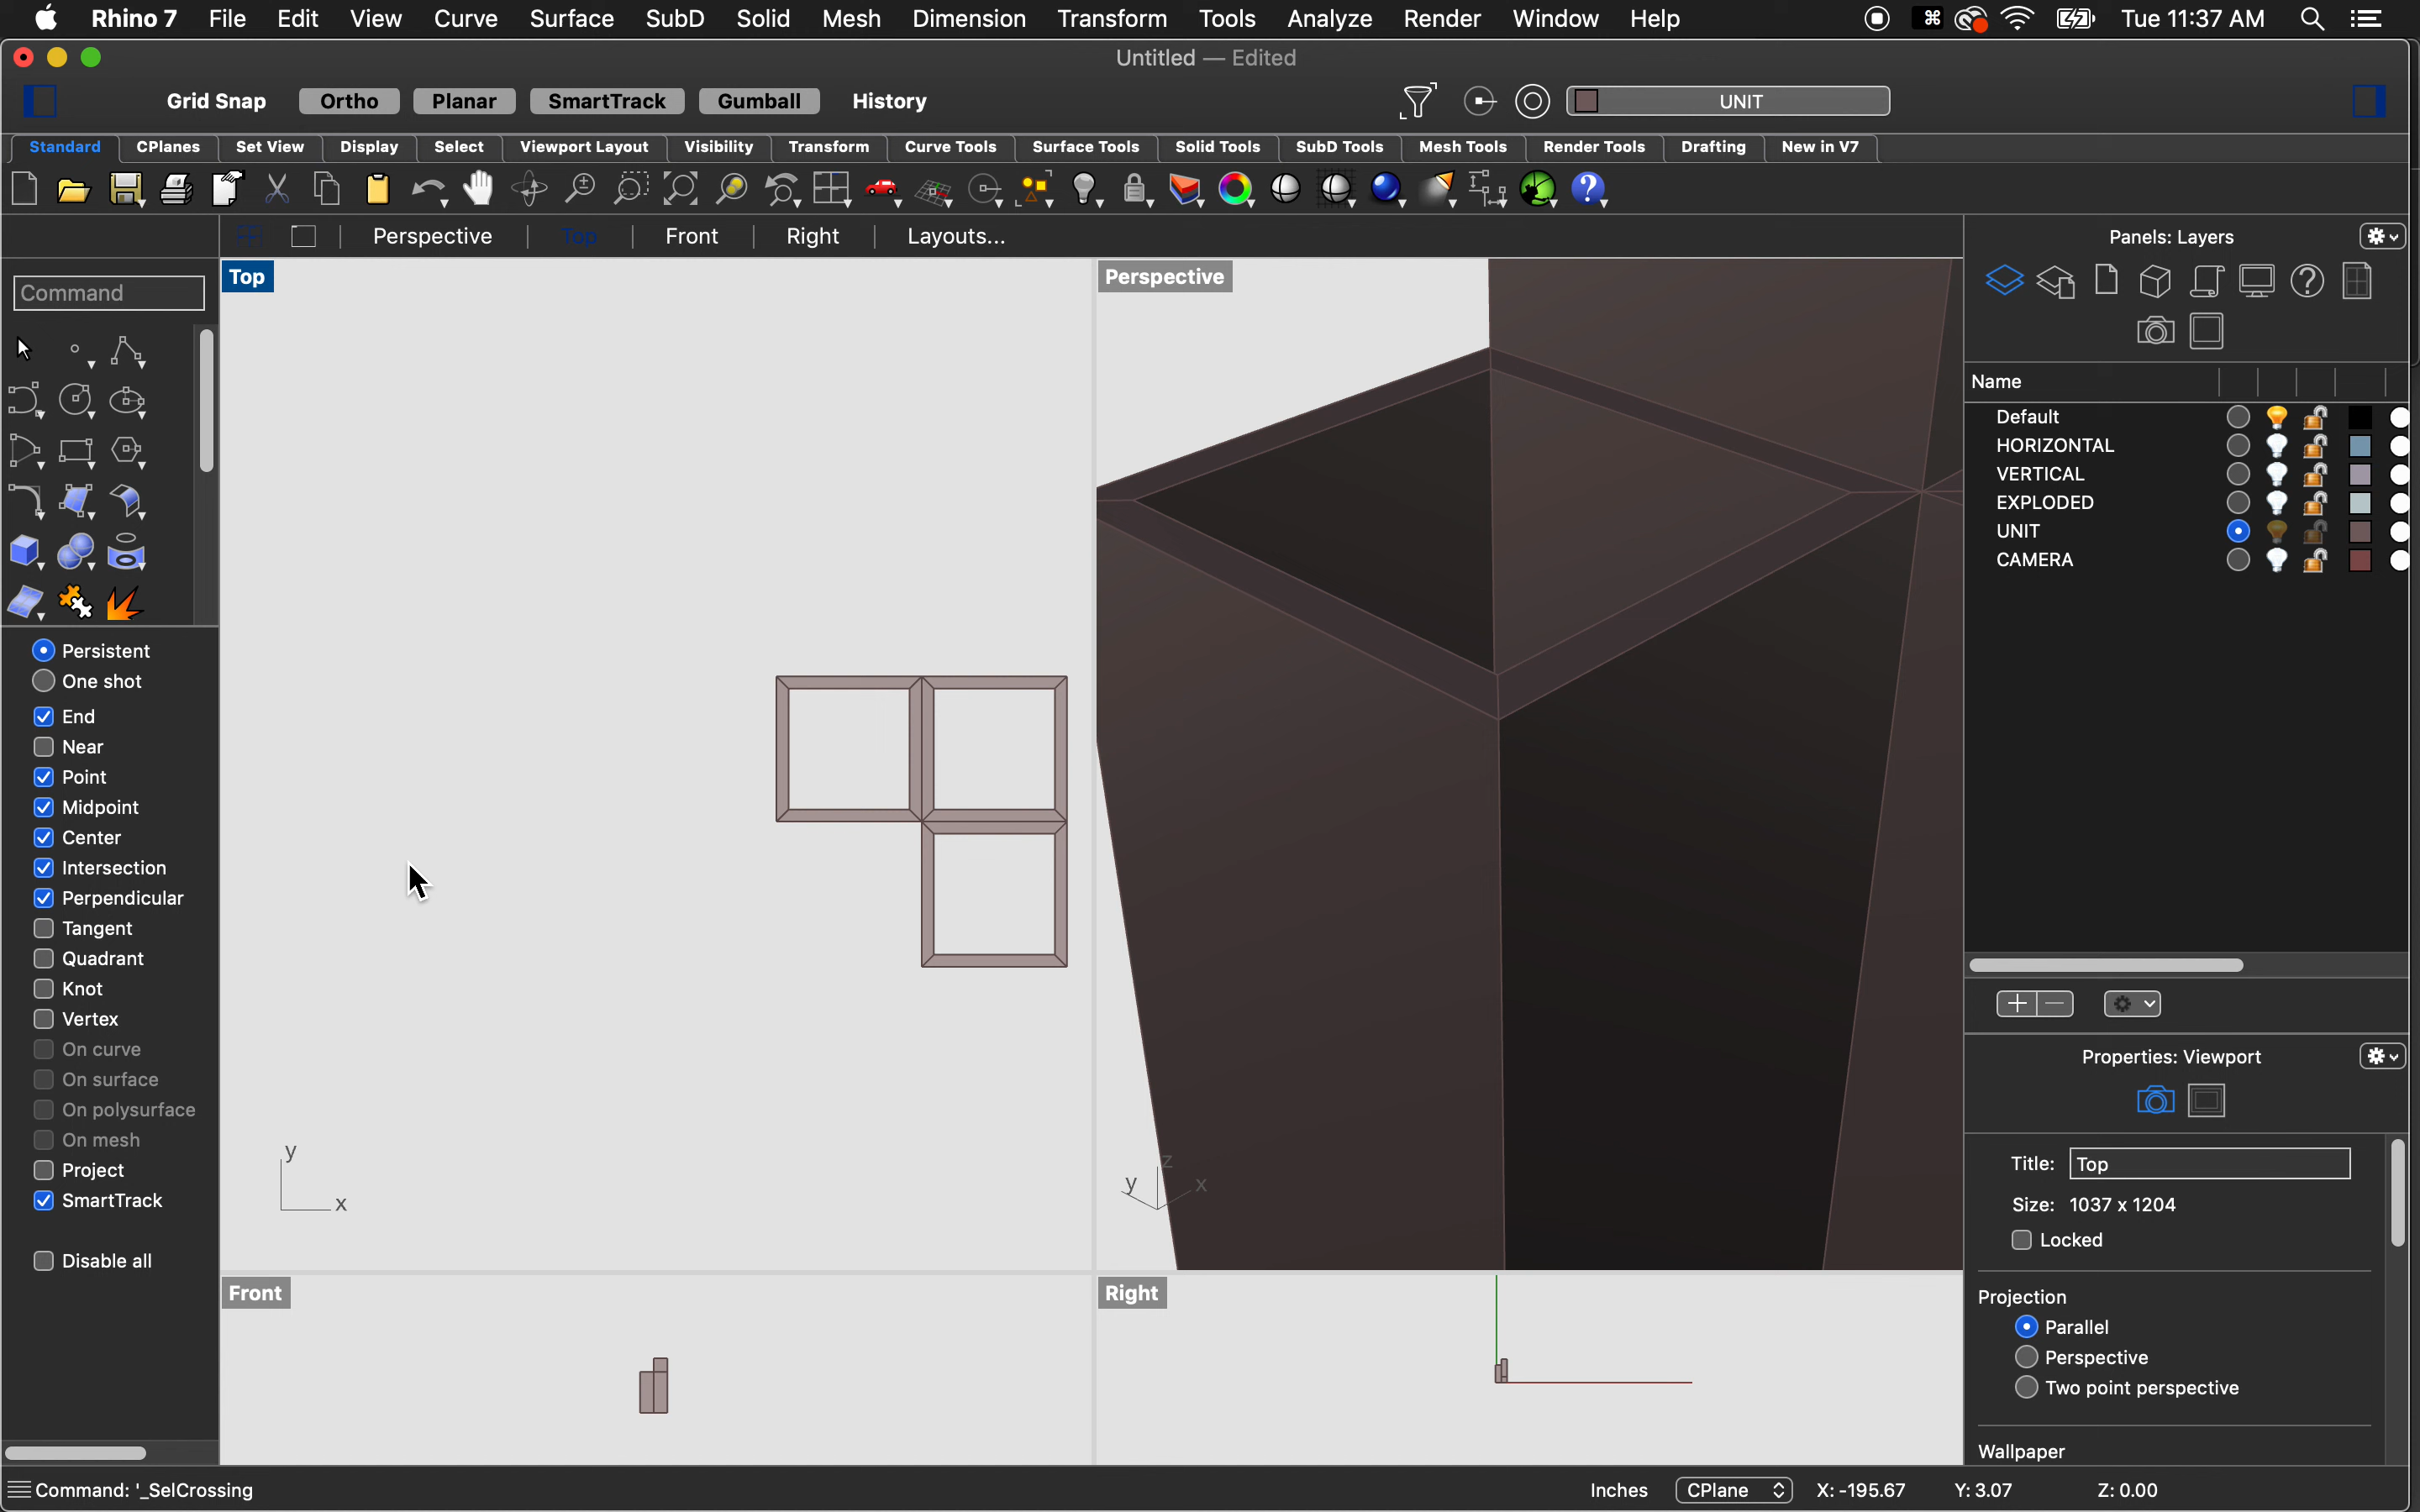 Rhino 7 File Edit View Curve Surface SubD Solid Mesh Dimension Transform Tools Analyze Render Window Help Tue 11:37 AM
Untitled — Edited
Grid Snap Ortho Planar SmartTrack Gumball History UNIT
Standard CPlanes Set View Display Select Viewport Layout Visibility Transform Curve Tools Surface Tools Solid Tools SubD Tools Mesh Tools Render Tools Drafting New in V7
Perspective Top Front Right Layouts...
Panels: Layers
Command
Top
Perspective
Name
Default
HORIZONTAL
VERTICAL
EXPLODED
UNIT
CAMERA
Persistent
One shot
End
Near
Point
Midpoint
Center
Intersection
Perpendicular
Tangent
Quadrant
Knot
Vertex
On curve
On surface
On polysurface
On mesh
Project
SmartTrack
Disable all
y
x
z
y
x
Front
Right
Properties: Viewport
Title: Top
Size: 1037 x 1204
Locked
Projection
Parallel
Perspective
Two point perspective
Wallpaper
Command: '_SelCrossing
Inches CPlane X: -195.67 Y: 3.07 Z: 0.00